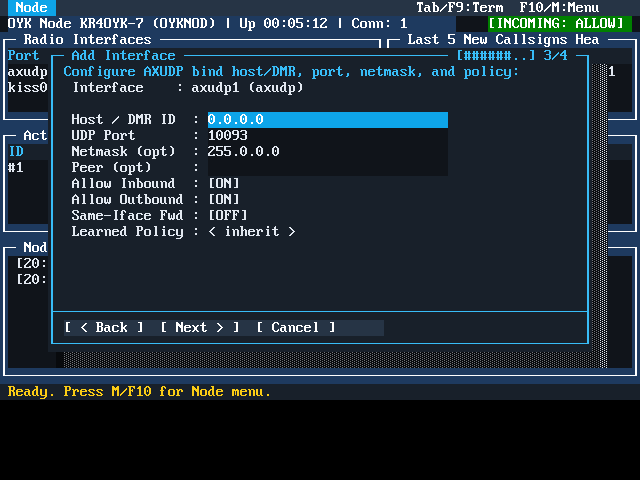 Node Tab/F9:Term F10/M:Menu
OYK Node KR4OYK-7 (OYKNOD) | Up 00:05:12 | Conn: 1 [INCOMING: ALLOW]
Radio Interfaces Last 5 New Callsigns Hea
Port Add Interface [######..] 3/4
axudp Configure AXUDP bind host/DMR, port, netmask, and policy: 1
kiss0 Interface : axudp1 (axudp)
Host / DMR ID : 0.0.0.0
UDP Port : 10093
Act Netmask (opt) : 255.0.0.0
ID Peer (opt) :
#1 Allow Inbound : [ON]
Allow Outbound : [ON]
Same-Iface Fwd : [OFF]
Learned Policy : < inherit >
Nod
[20:
[20:
[ < Back ] [ Next > ] [ Cancel ]
Ready. Press M/F10 for Node menu.